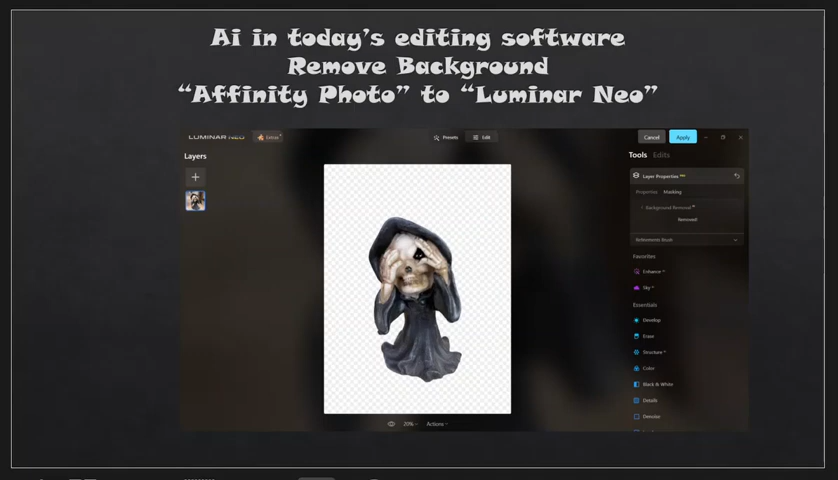 Ai in today's editing software
Remove Background
“Affinity Photo” to “Luminar Neo”
LUMINAR NEO
Extras
Presets
Edit
Cancel
Apply
Layers
Tools
Edits
Layer Properties
Properties
Masking
Background Removal
Removed!
Refinements Brush
Favorites
Enhance
Sky
Essentials
Develop
Erase
Structure
Color
Black & White
Details
Denoise
20%
Actions